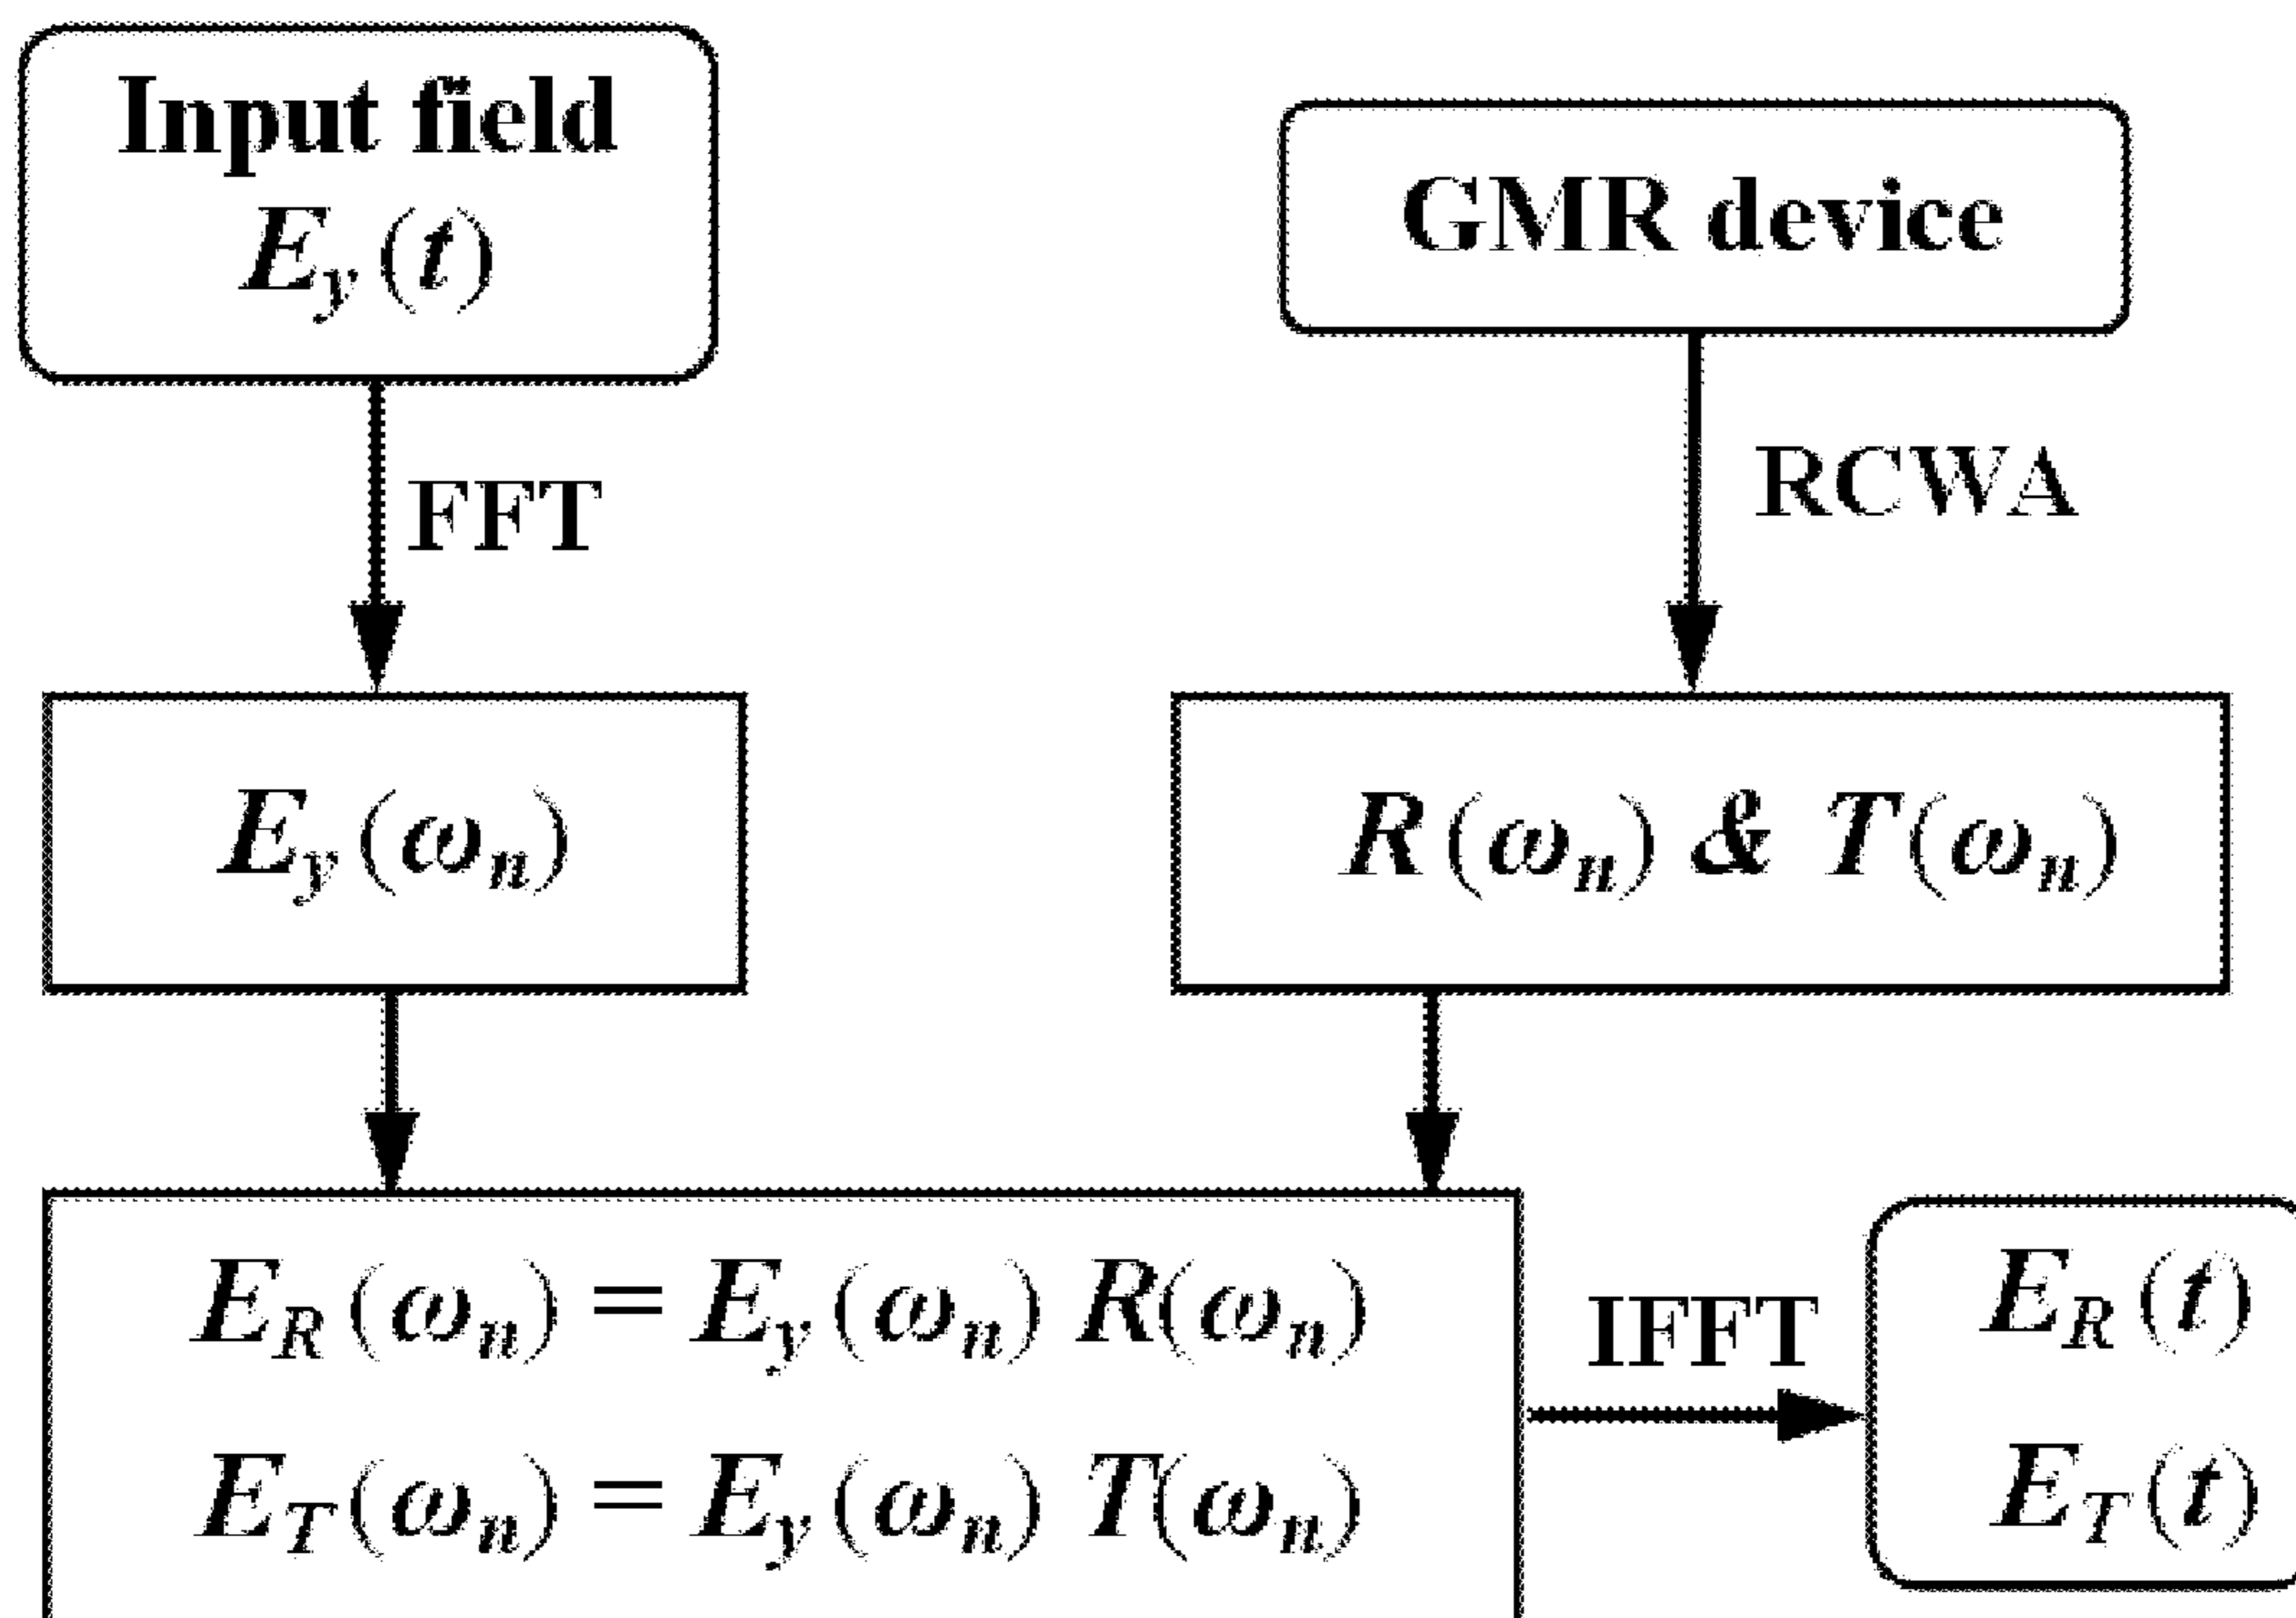 Input field
E_y(t)
GMR device
FFT
RCWA
E_y(ω_n)
R(ω_n) & T(ω_n)
E_R(ω_n) = E_y(ω_n) R(ω_n)
E_T(ω_n) = E_y(ω_n) T(ω_n)
IFFT
E_R(t)
E_T(t)